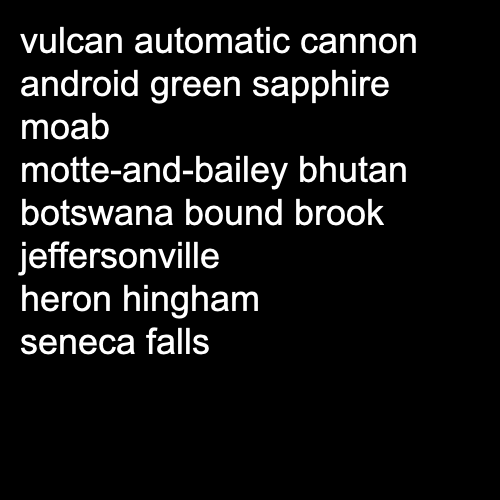 vulcan automatic cannon
android green sapphire
moab
motte-and-bailey bhutan
botswana bound brook
jeffersonville
heron hingham
seneca falls